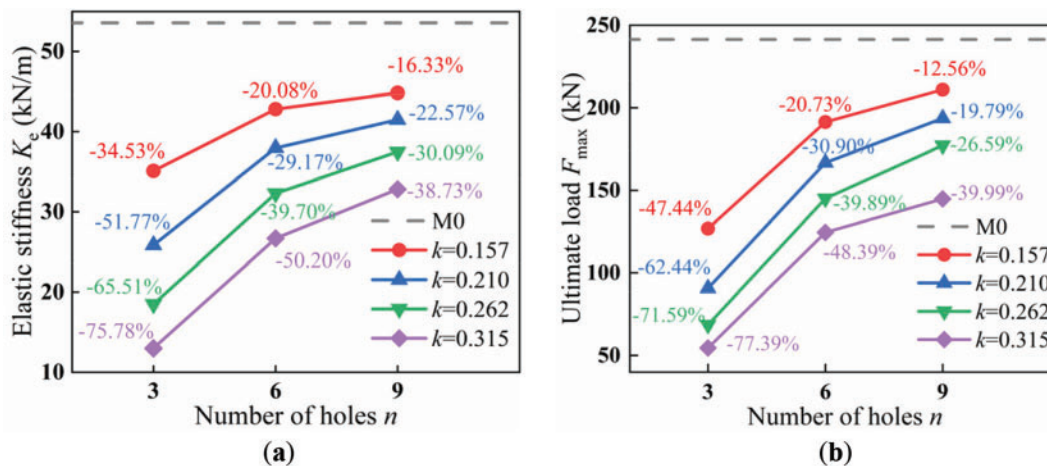 Elastic stiffness Ke (kN/m)
50
40
30
20
10
-16.33%
-20.08%
-22.57%
-34.53%
-29.17%
-30.09%
-38.73%
-51.77%
-39.70%
-50.20%
-65.51%
-75.78%
M0
k=0.157
k=0.210
k=0.262
k=0.315
3 6 9
Number of holes n
(a)
Ultimate load Fmax (kN)
250
200
150
100
50
-12.56%
-20.73%
-19.79%
-30.90%
-26.59%
-47.44%
-39.89%
-39.99%
-48.39%
-62.44%
-71.59%
-77.39%
M0
k=0.157
k=0.210
k=0.262
k=0.315
3 6 9
Number of holes n
(b)